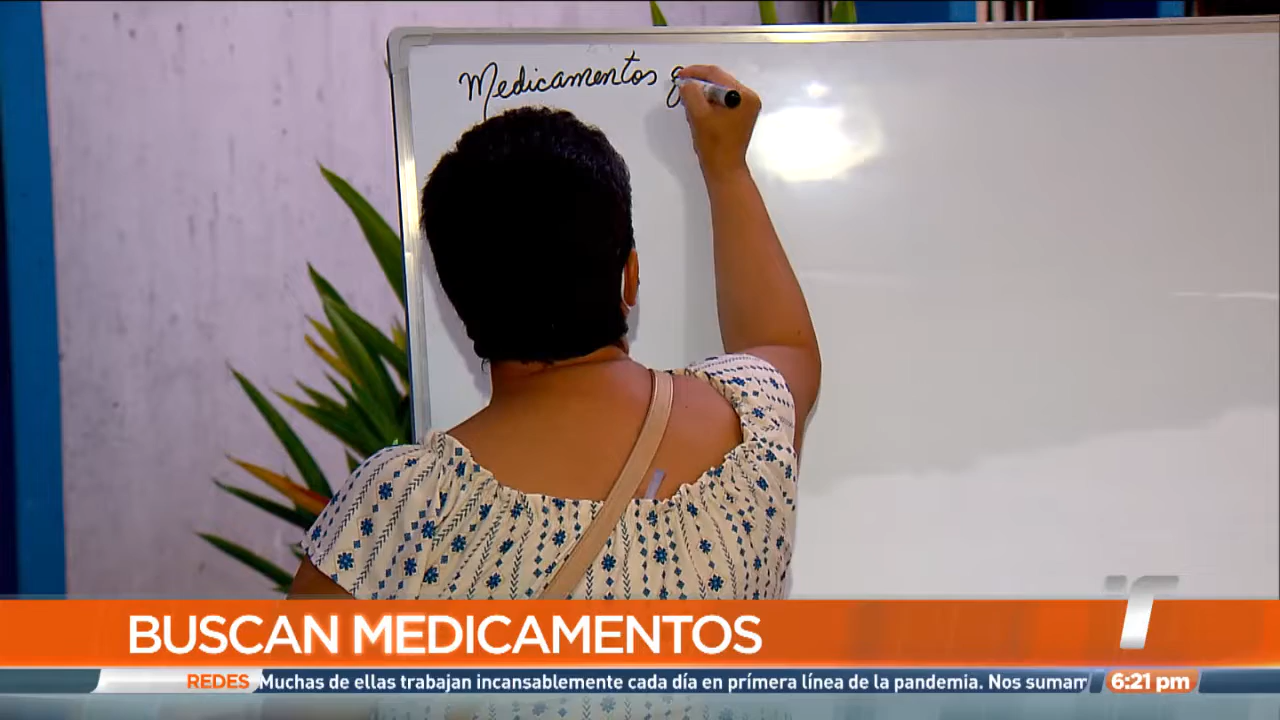 Medicamentos
BUSCAN MEDICAMENTOS
REDES Muchas de ellas trabajan incansablemente cada día en prímera línea de la pandemia. Nos sumam 6:21 pm